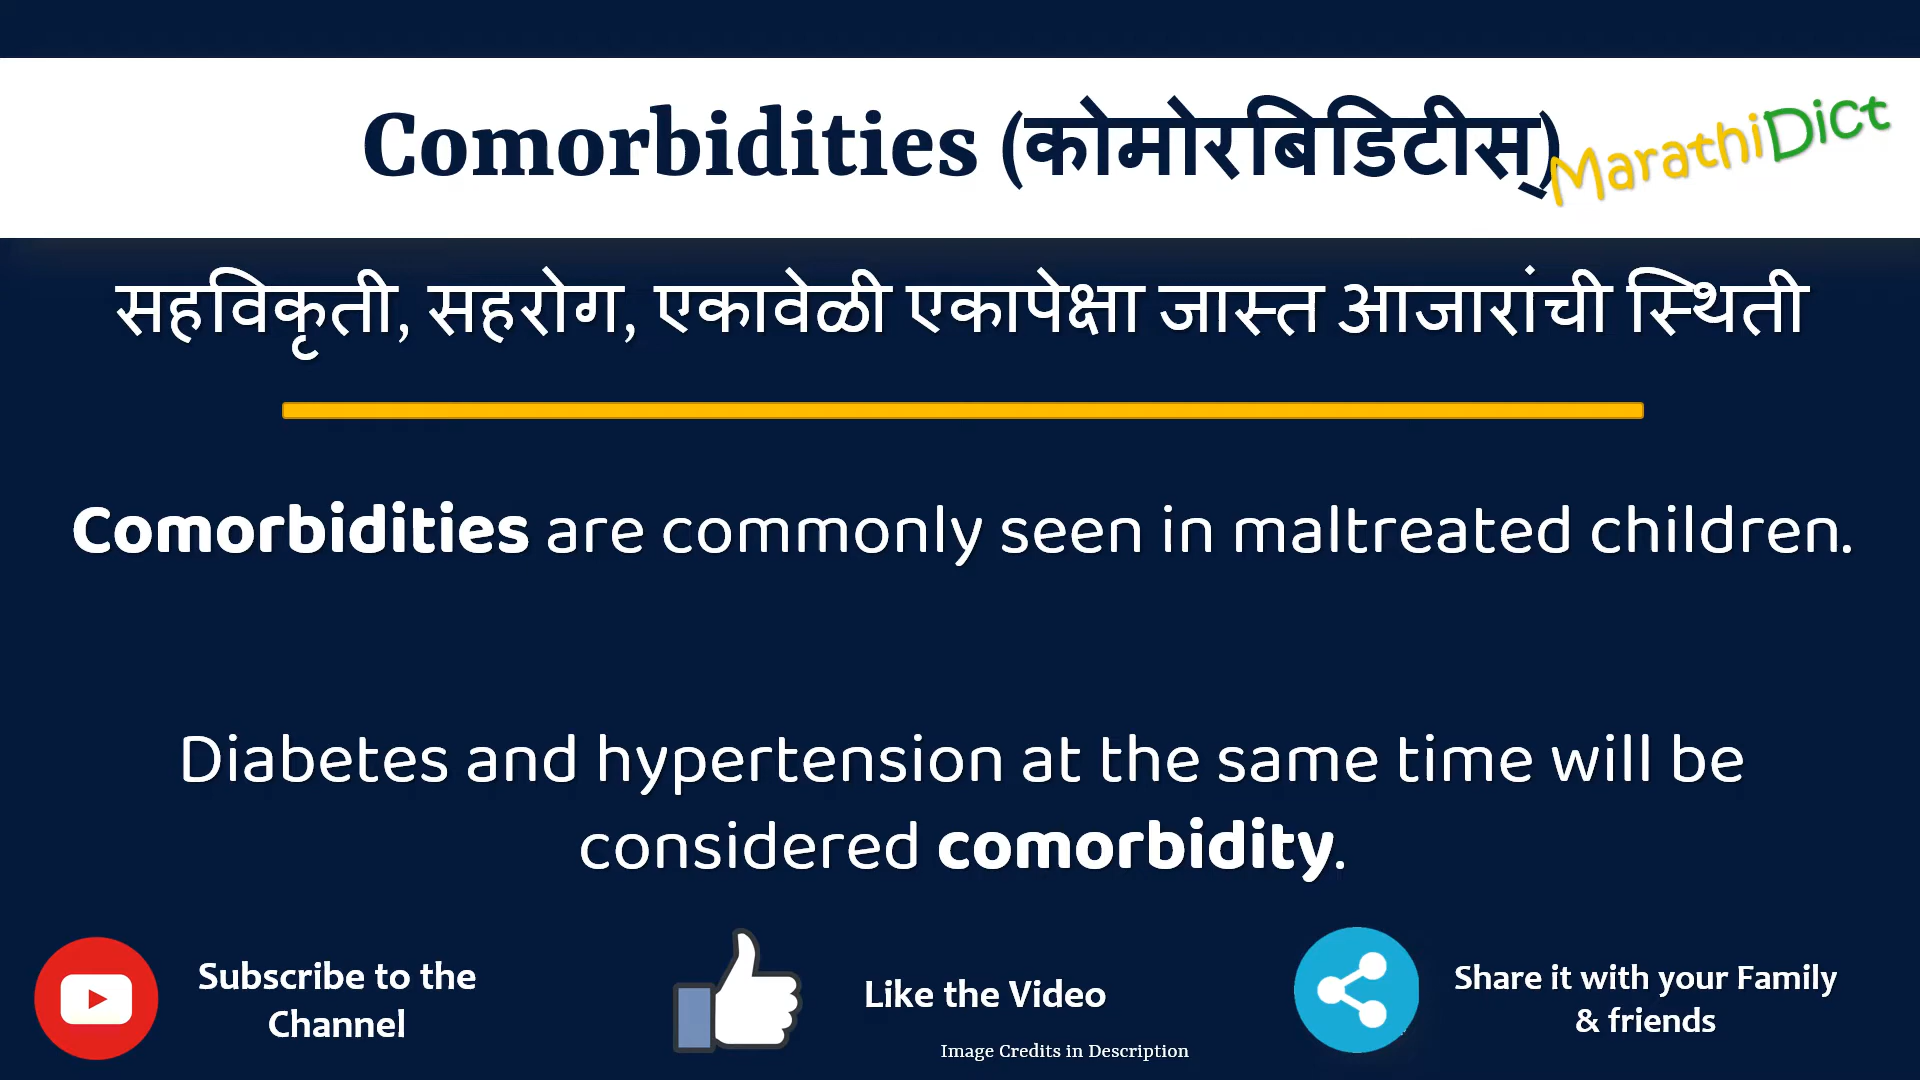 Comorbidities (कोमोरबिडिटीस्)
MarathiDict
सहविकृती, सहरोग, एकावेळी एकापेक्षा जास्त आजारांची स्थिती
Comorbidities are commonly seen in maltreated children.
Diabetes and hypertension at the same time will be
considered comorbidity.
Subscribe to the
Channel
Like the Video
Share it with your Family
& friends
Image Credits in Description